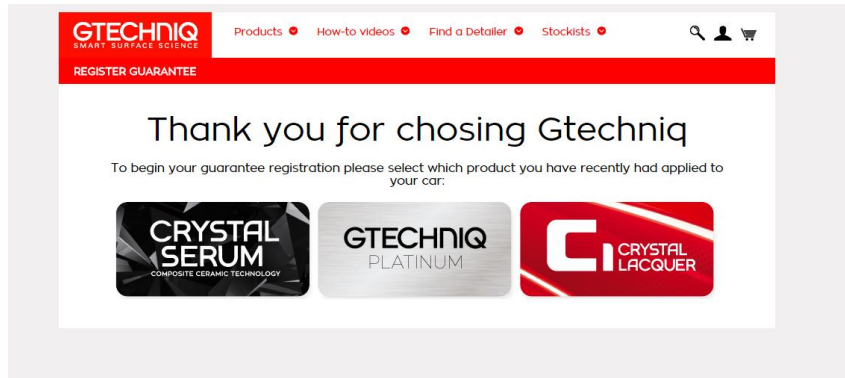 GTECHNIQ
SMART SURFACE SCIENCE
Products
How-to videos
Find a Detailer
Stockists
REGISTER GUARANTEE
Thank you for chosing Gtechniq
To begin your guarantee registration please select which product you have recently had applied to
your car:
CRYSTAL
SERUM
COMPOSITE CERAMIC TECHNOLOGY
GTECHNIQ
PLATINUM
C1 CRYSTAL
LACQUER